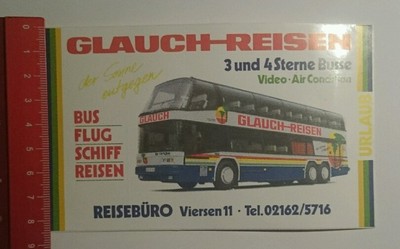 GLAUCH-REISEN
3 und 4 Sterne Busse
Video-Air Condition
der Sonne
entgegen
BUS
FLUG
SCHIFF
REISEN
GLAUCH
GLAUCH-REISEN
URLAUB
REISEBÜRO Viersen 11 · Tel. 02162/5716